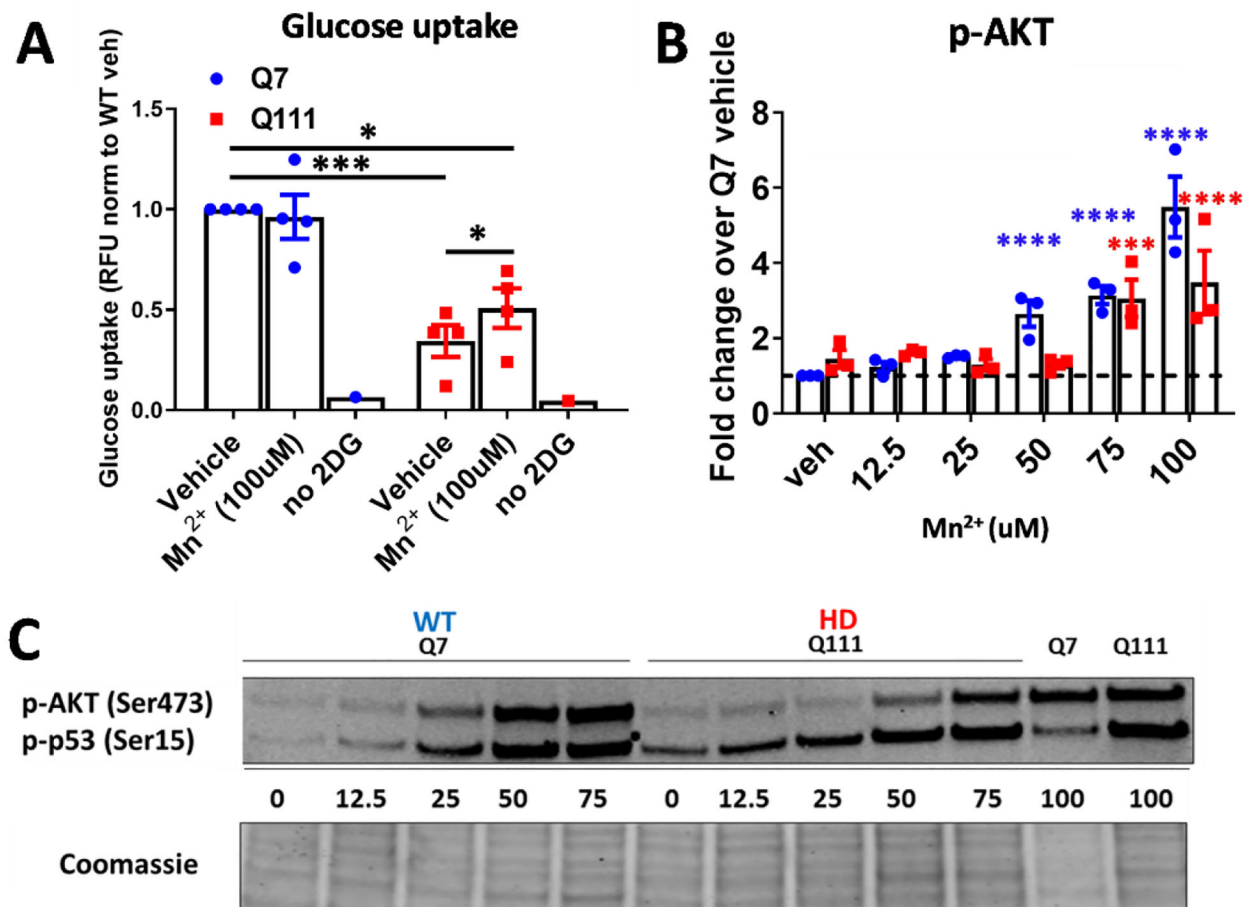 A
Glucose uptake
Glucose uptake (RFU norm to WT veh)
Q7
Q111
1.5
1.0
0.5
0.0
*
***
*
Vehicle
Mn²⁺ (100uM)
no 2DG
Vehicle
Mn²⁺ (100uM)
no 2DG
B
p-AKT
Fold change over Q7 vehicle
8
6
4
2
0
****
****
***
****
****
veh
12.5
25
50
75
100
Mn²⁺ (uM)
C
WT
HD
Q7
Q111
Q7
Q111
p-AKT (Ser473)
p-p53 (Ser15)
0 12.5 25 50 75 0 12.5 25 50 75 100 100
Coomassie